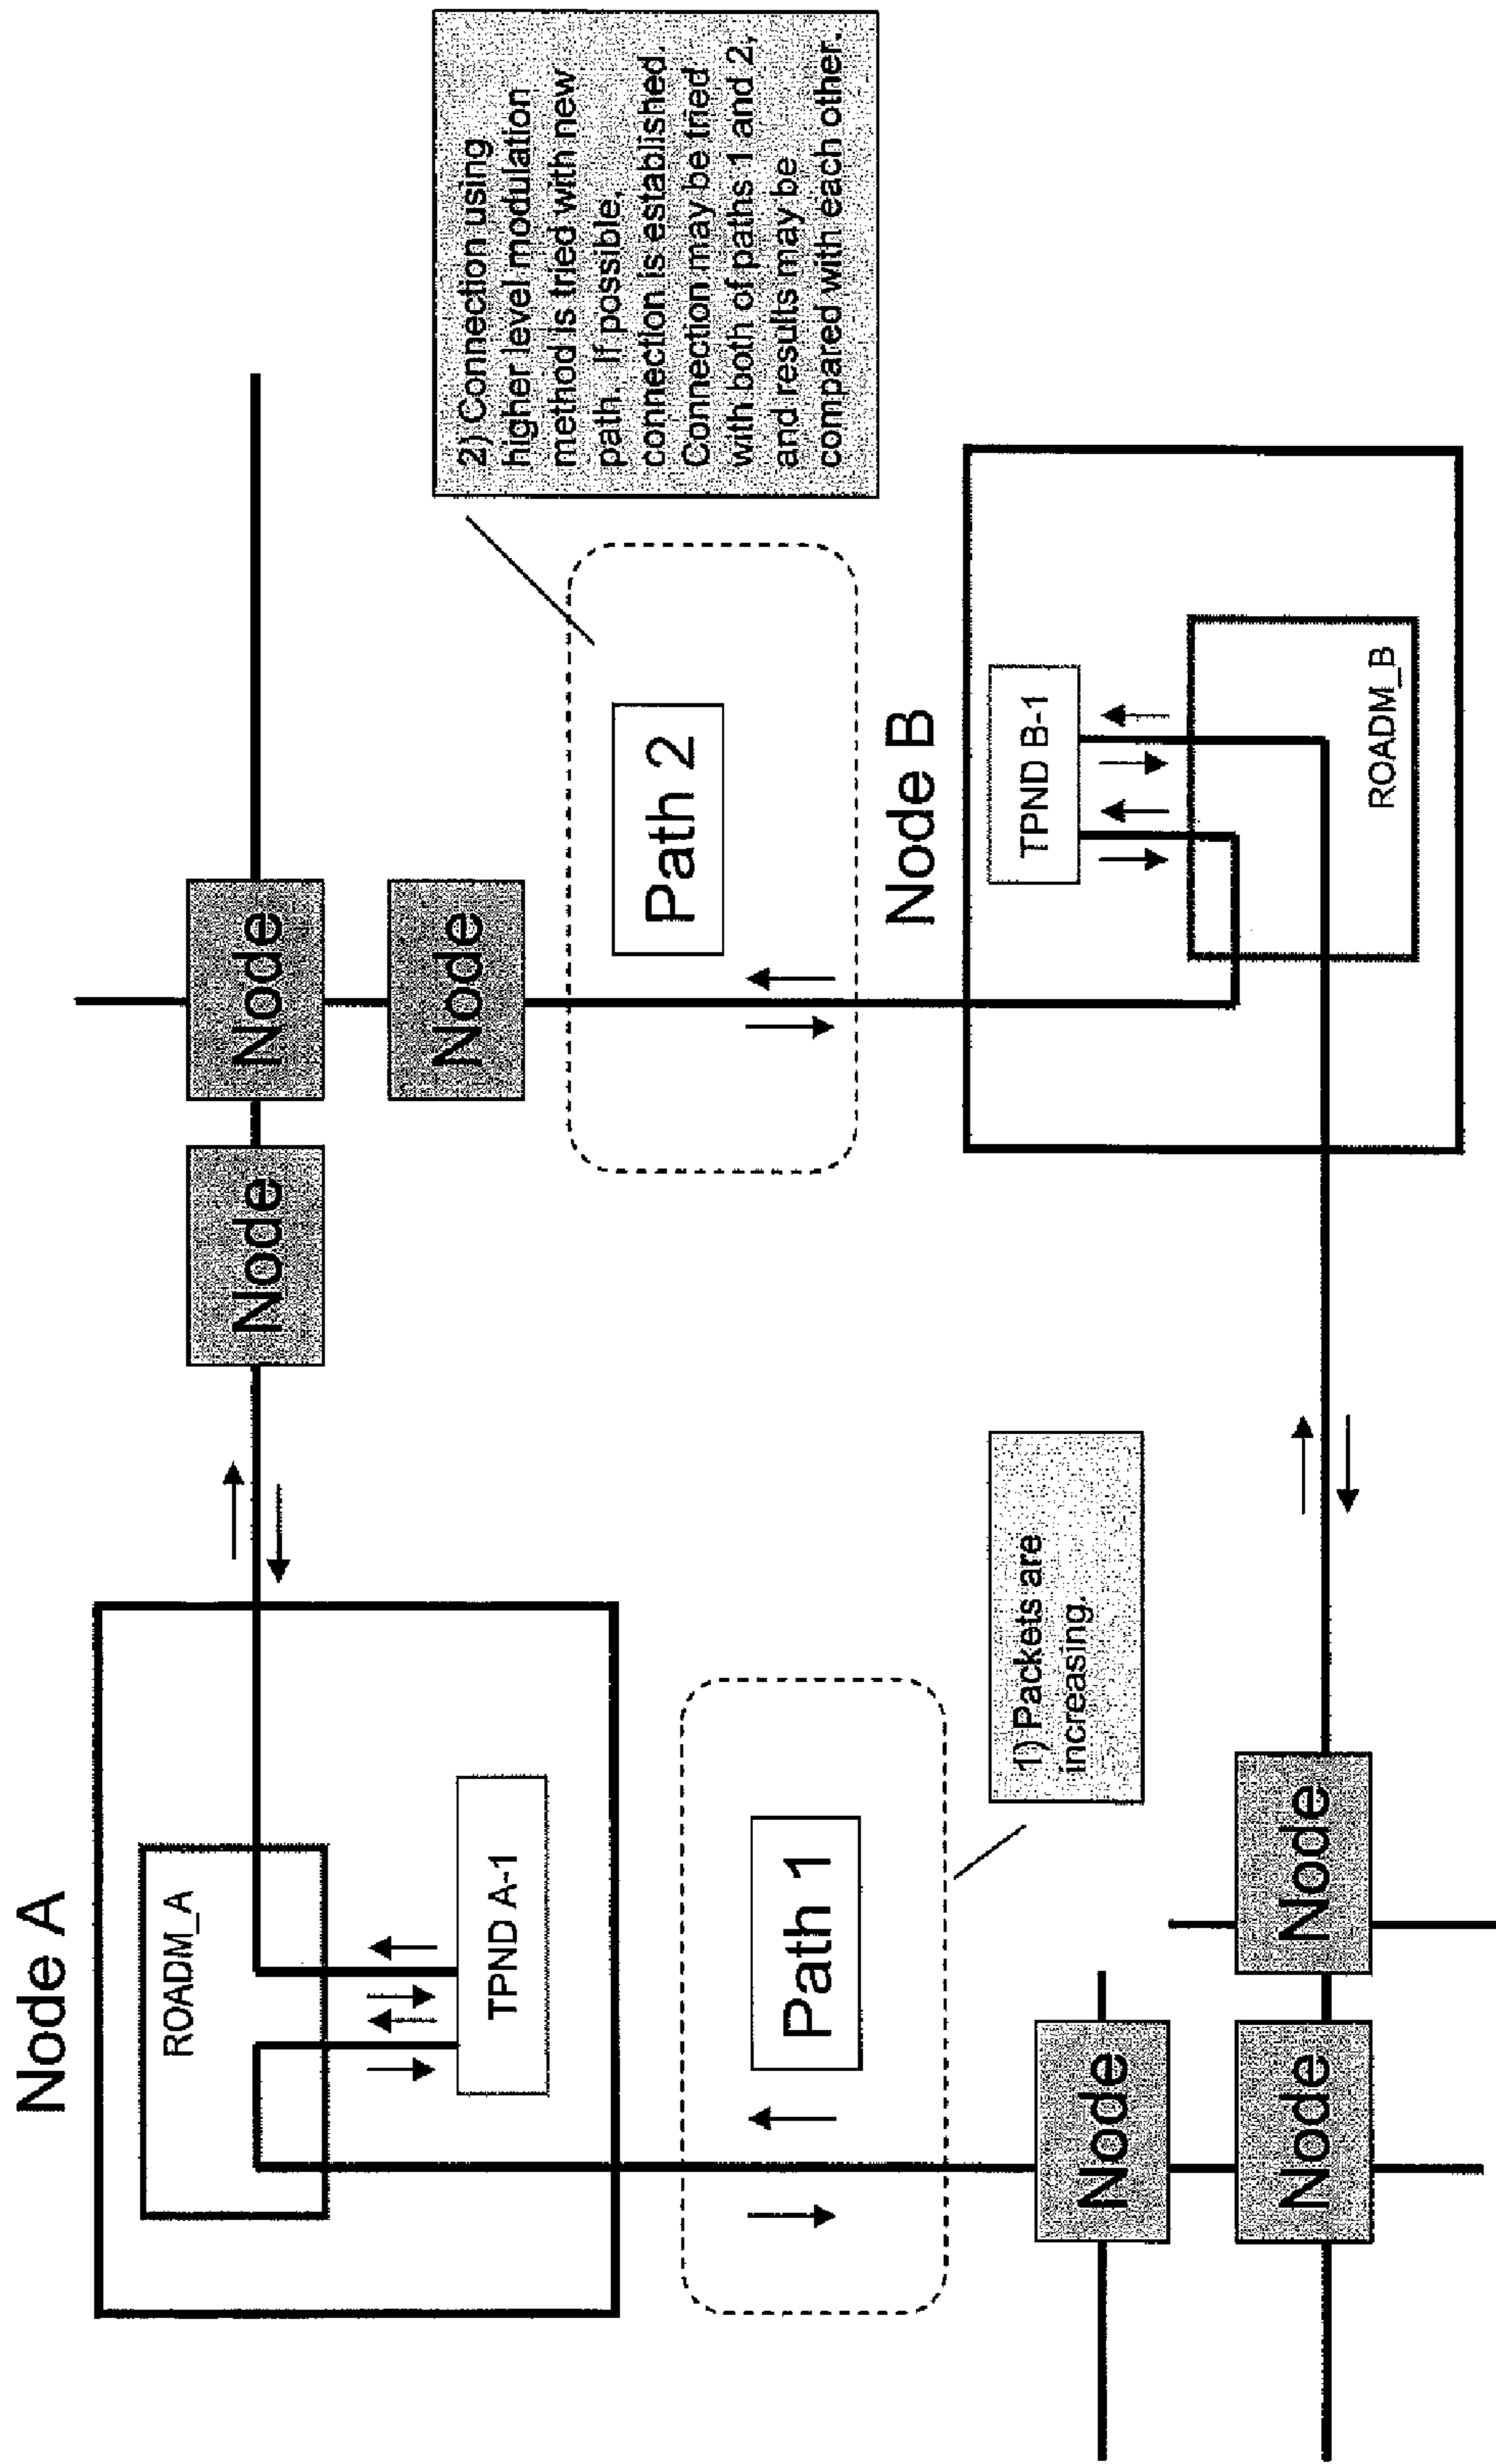 Node A
ROADM_A
TPND A-1
Path 1
1) Packets are
increasing.
Node
Node
Node
Node
Node
Node
2) Connection using
higher level modulation
method is tried with new
path. If possible,
connection is established.
Connection may be tried
with both of paths 1 and 2,
and results may be
compared with each other.
Path 2
Node B
TPND B-1
ROADM_B